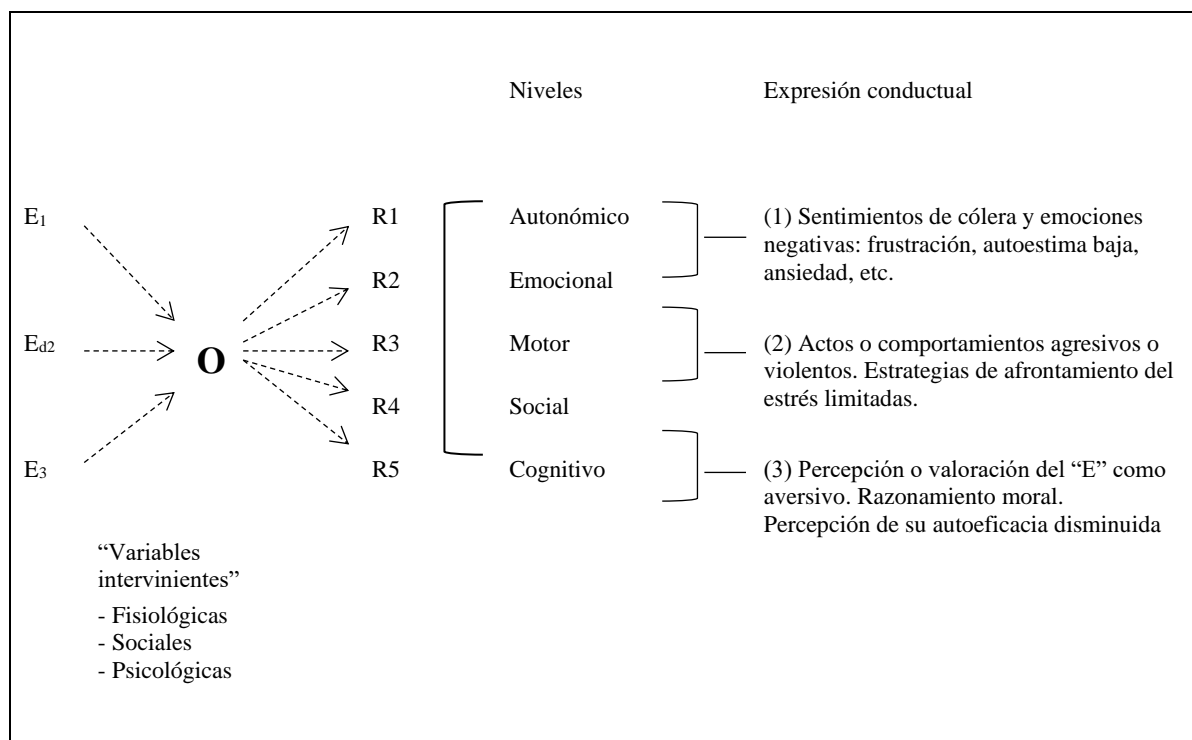 Niveles Expresión conductual
E1 R1 Autonómico (1) Sentimientos de cólera y emociones
negativas: frustración, autoestima baja,
ansiedad, etc.
R2 Emocional
Ed2 O R3 Motor (2) Actos o comportamientos agresivos o
violentos. Estrategias de afrontamiento del
estrés limitadas.
R4 Social
E3 R5 Cognitivo (3) Percepción o valoración del “E” como
aversivo. Razonamiento moral.
Percepción de su autoeficacia disminuida
“Variables
intervinientes”
- Fisiológicas
- Sociales
- Psicológicas